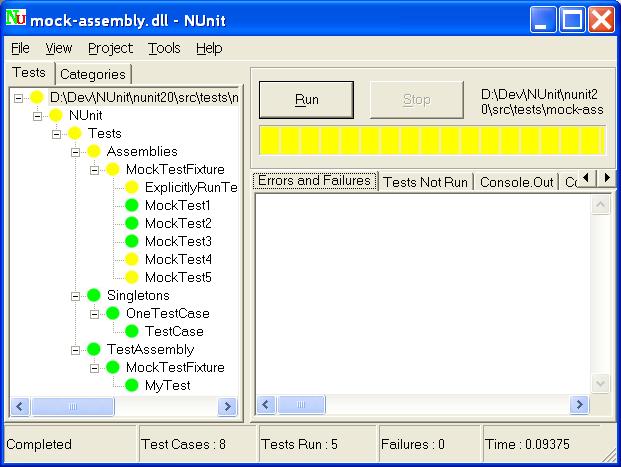 mock-assembly.dll - NUnit
File View Project Tools Help
Tests Categories
D:\Dev\NUnit\nunit20\src\tests\n
NUnit
Tests
Assemblies
MockTestFixture
ExplicitlyRunTe
MockTest1
MockTest2
MockTest3
MockTest4
MockTest5
Singletons
OneTestCase
TestCase
TestAssembly
MockTestFixture
MyTest
Run Stop
D:\Dev\NUnit\nunit2
0\src\tests\mock-ass
Errors and Failures Tests Not Run Console.Out
Completed Test Cases : 8 Tests Run : 5 Failures : 0 Time : 0.09375